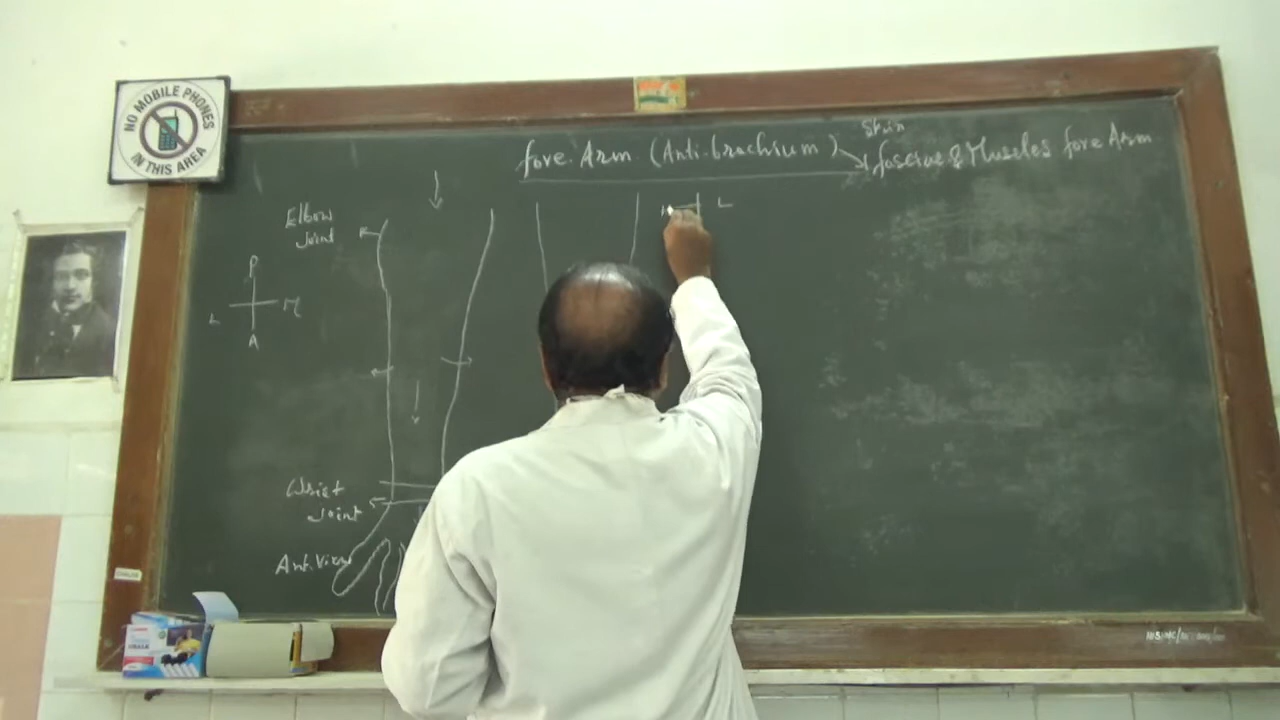 NO MOBILE PHONES
IN THIS AREA
Skin
fore. Arm (Anti-brachium)
fasciae & Muscles fore Arm
Elbow
Joint
P
L M
A
L
Wrist
Joint
Ant. View